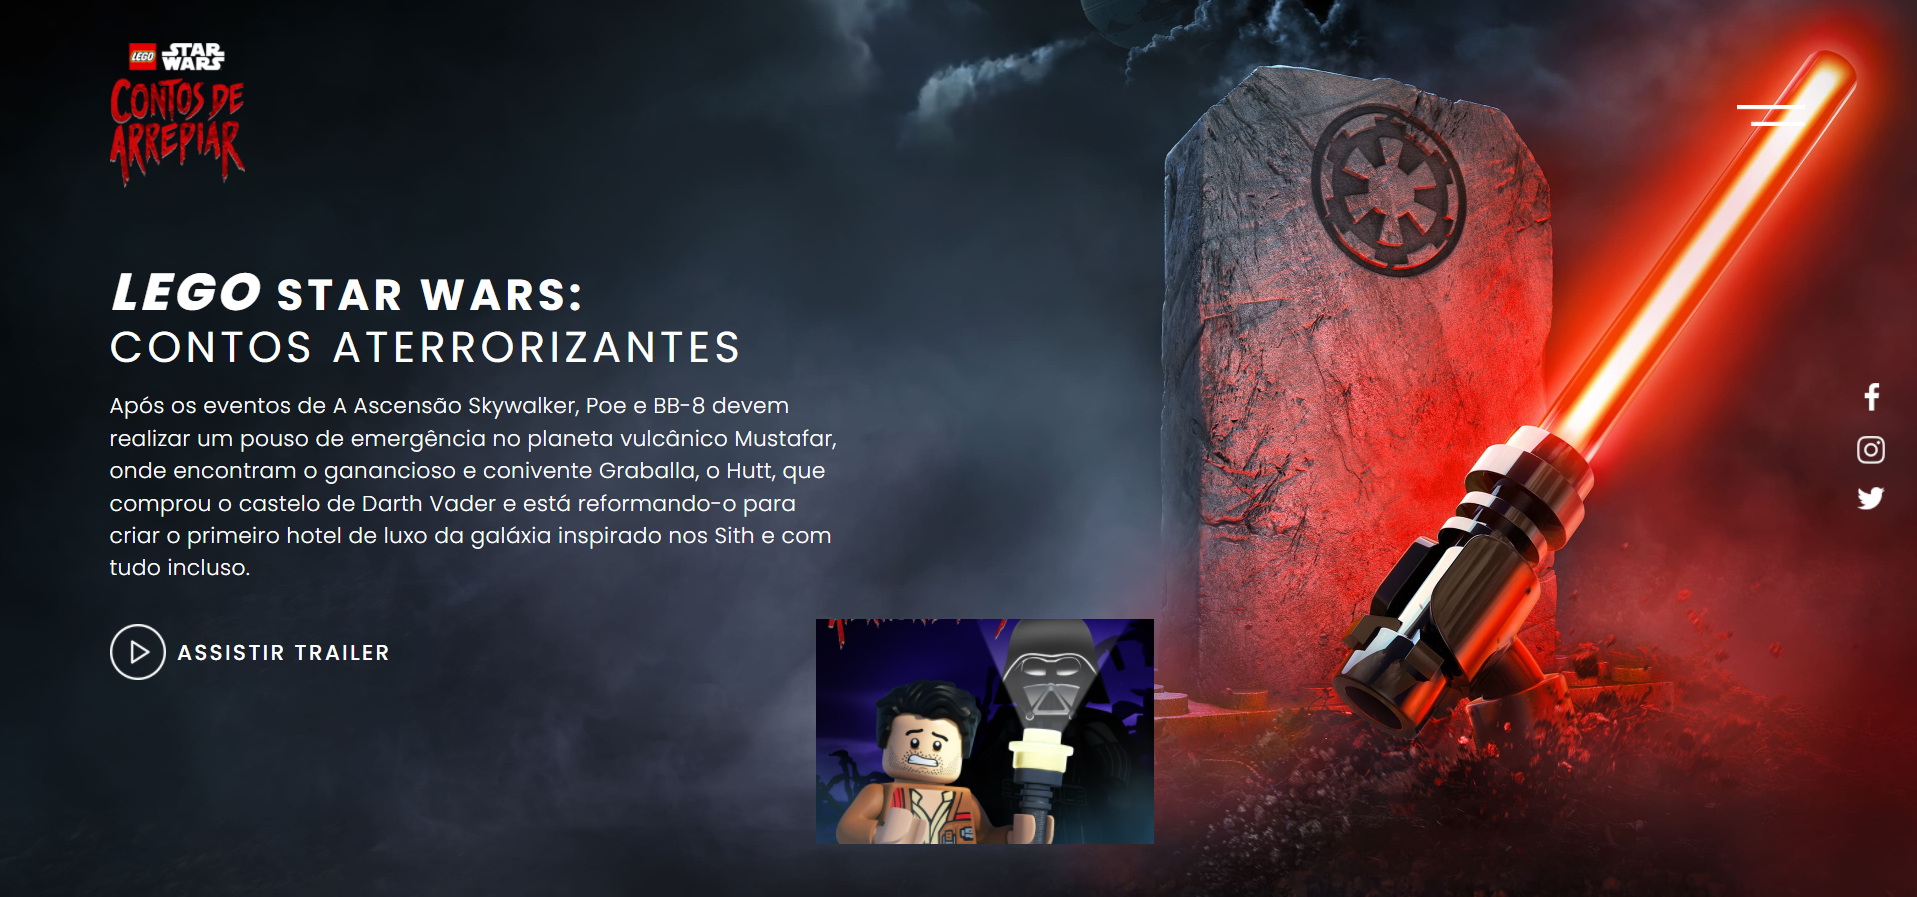 LEGO STAR WARS
CONTOS DE
ARREPIAR
LEGO STAR WARS:
CONTOS ATERRORIZANTES
Após os eventos de A Ascensão Skywalker, Poe e BB-8 devem
realizar um pouso de emergência no planeta vulcânico Mustafar,
onde encontram o ganancioso e conivente Graballa, o Hutt, que
comprou o castelo de Darth Vader e está reformando-o para
criar o primeiro hotel de luxo da galáxia inspirado nos Sith e com
tudo incluso.
ASSISTIR TRAILER